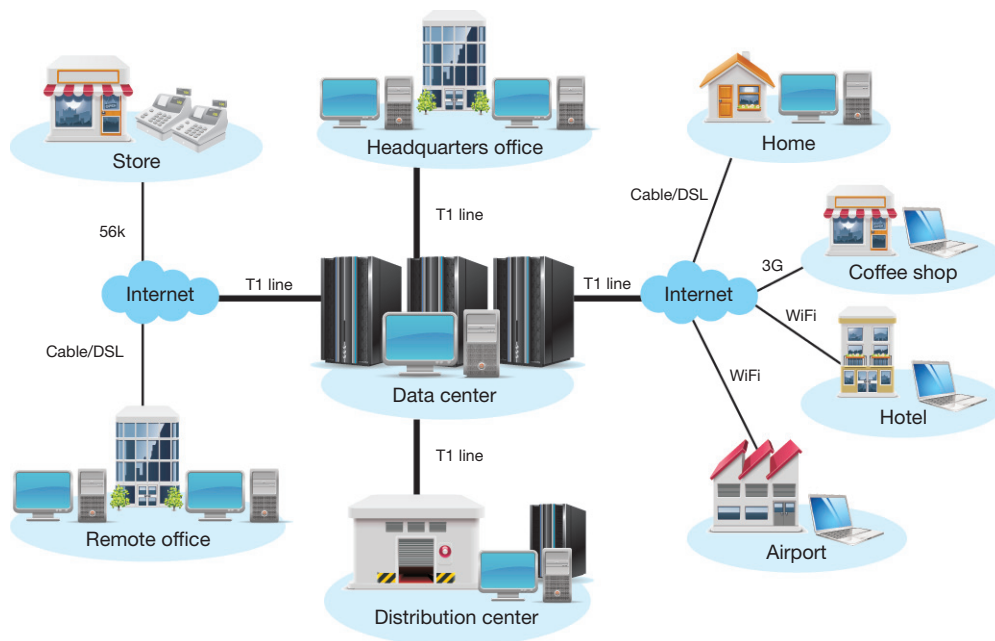 Store
Headquarters office
Home
Cable/DSL
T1 line
56k
3G
Coffee shop
Internet
T1 line
T1 line
Internet
WiFi
Cable/DSL
WiFi
Data center
Hotel
T1 line
Remote office
Airport
Distribution center